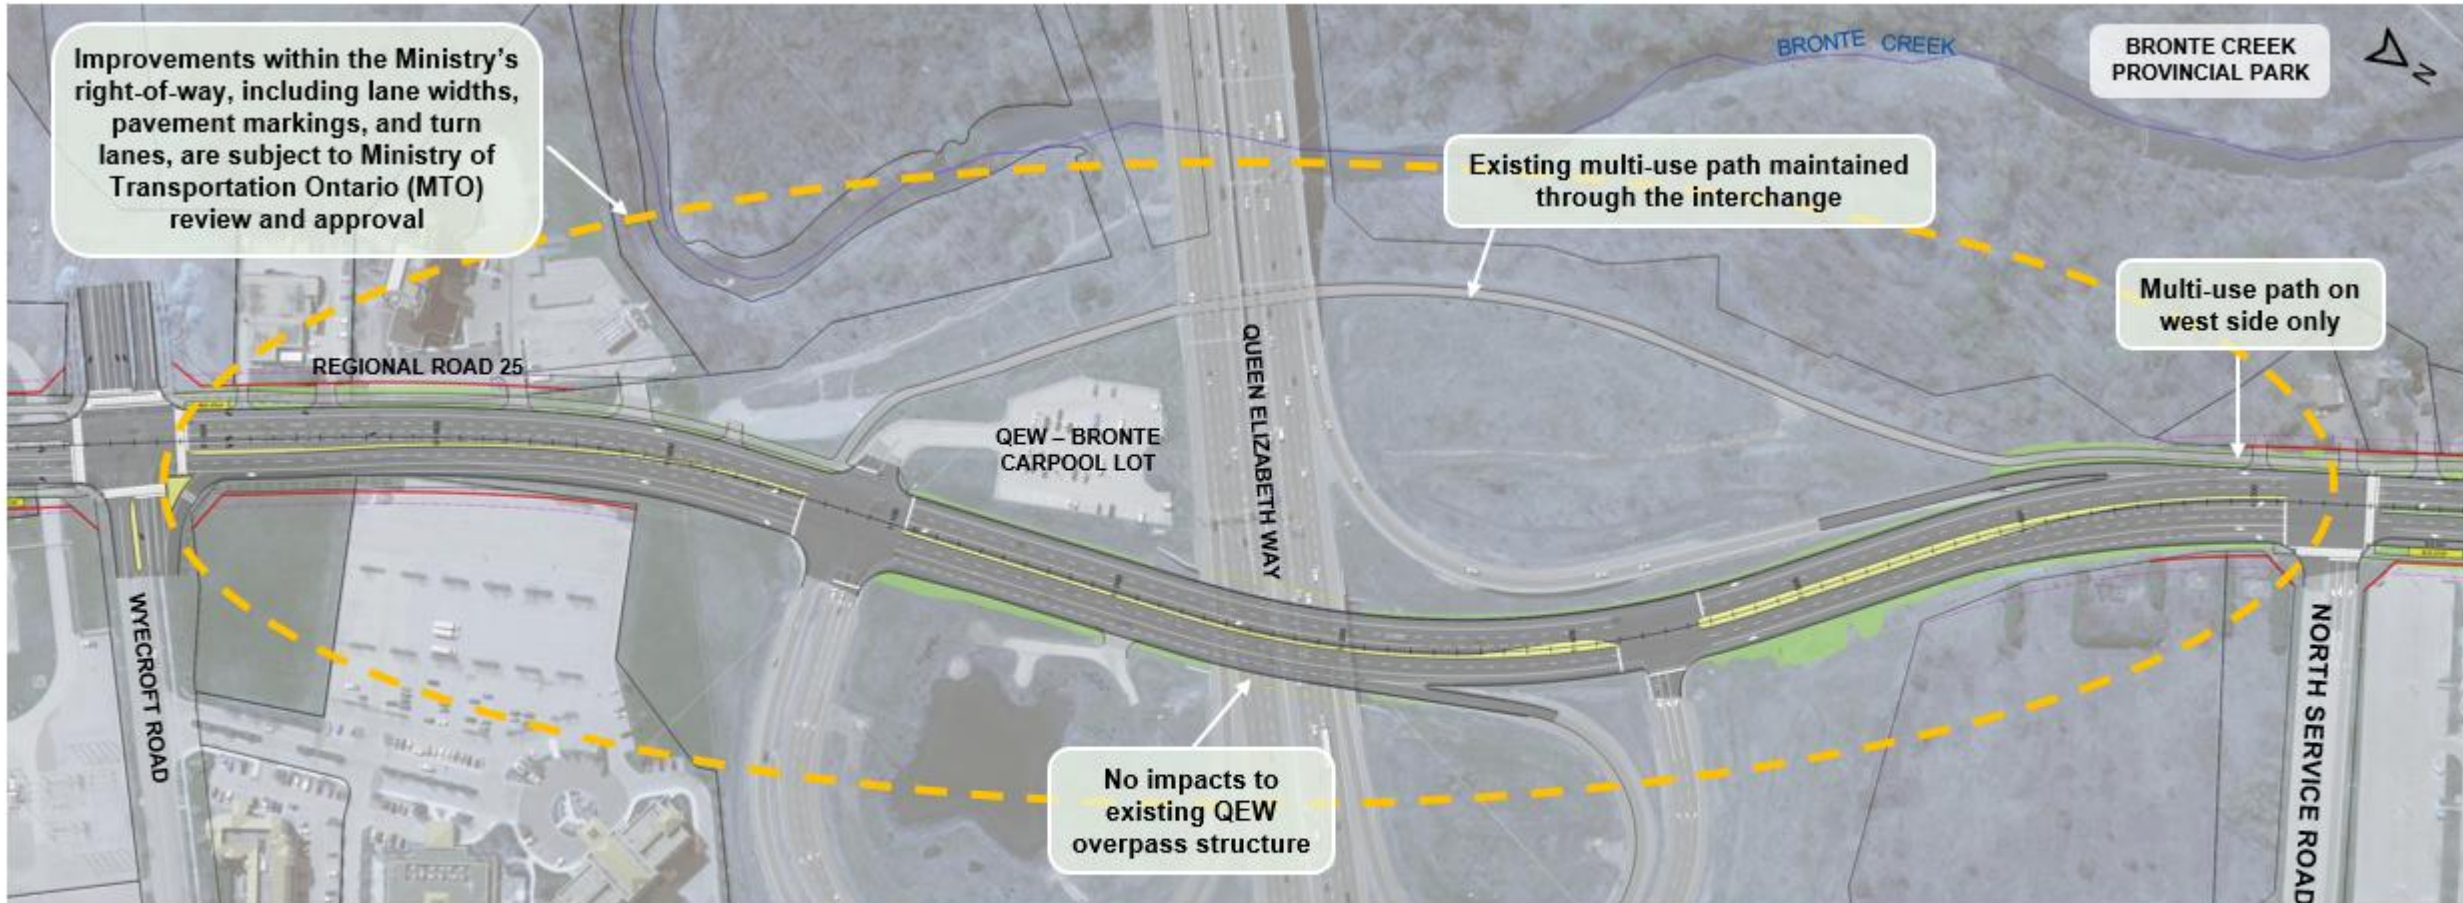 Improvements within the Ministry's
right-of-way, including lane widths,
pavement markings, and turn
lanes, are subject to Ministry of
Transportation Ontario (MTO)
review and approval
BRONTE CREEK
BRONTE CREEK
PROVINCIAL PARK
N
Existing multi-use path maintained
through the interchange
Multi-use path on
west side only
REGIONAL ROAD 25
QUEEN ELIZABETH WAY
QEW – BRONTE
CARPOOL LOT
WYECROFT ROAD
NORTH SERVICE ROAD
No impacts to
existing QEW
overpass structure